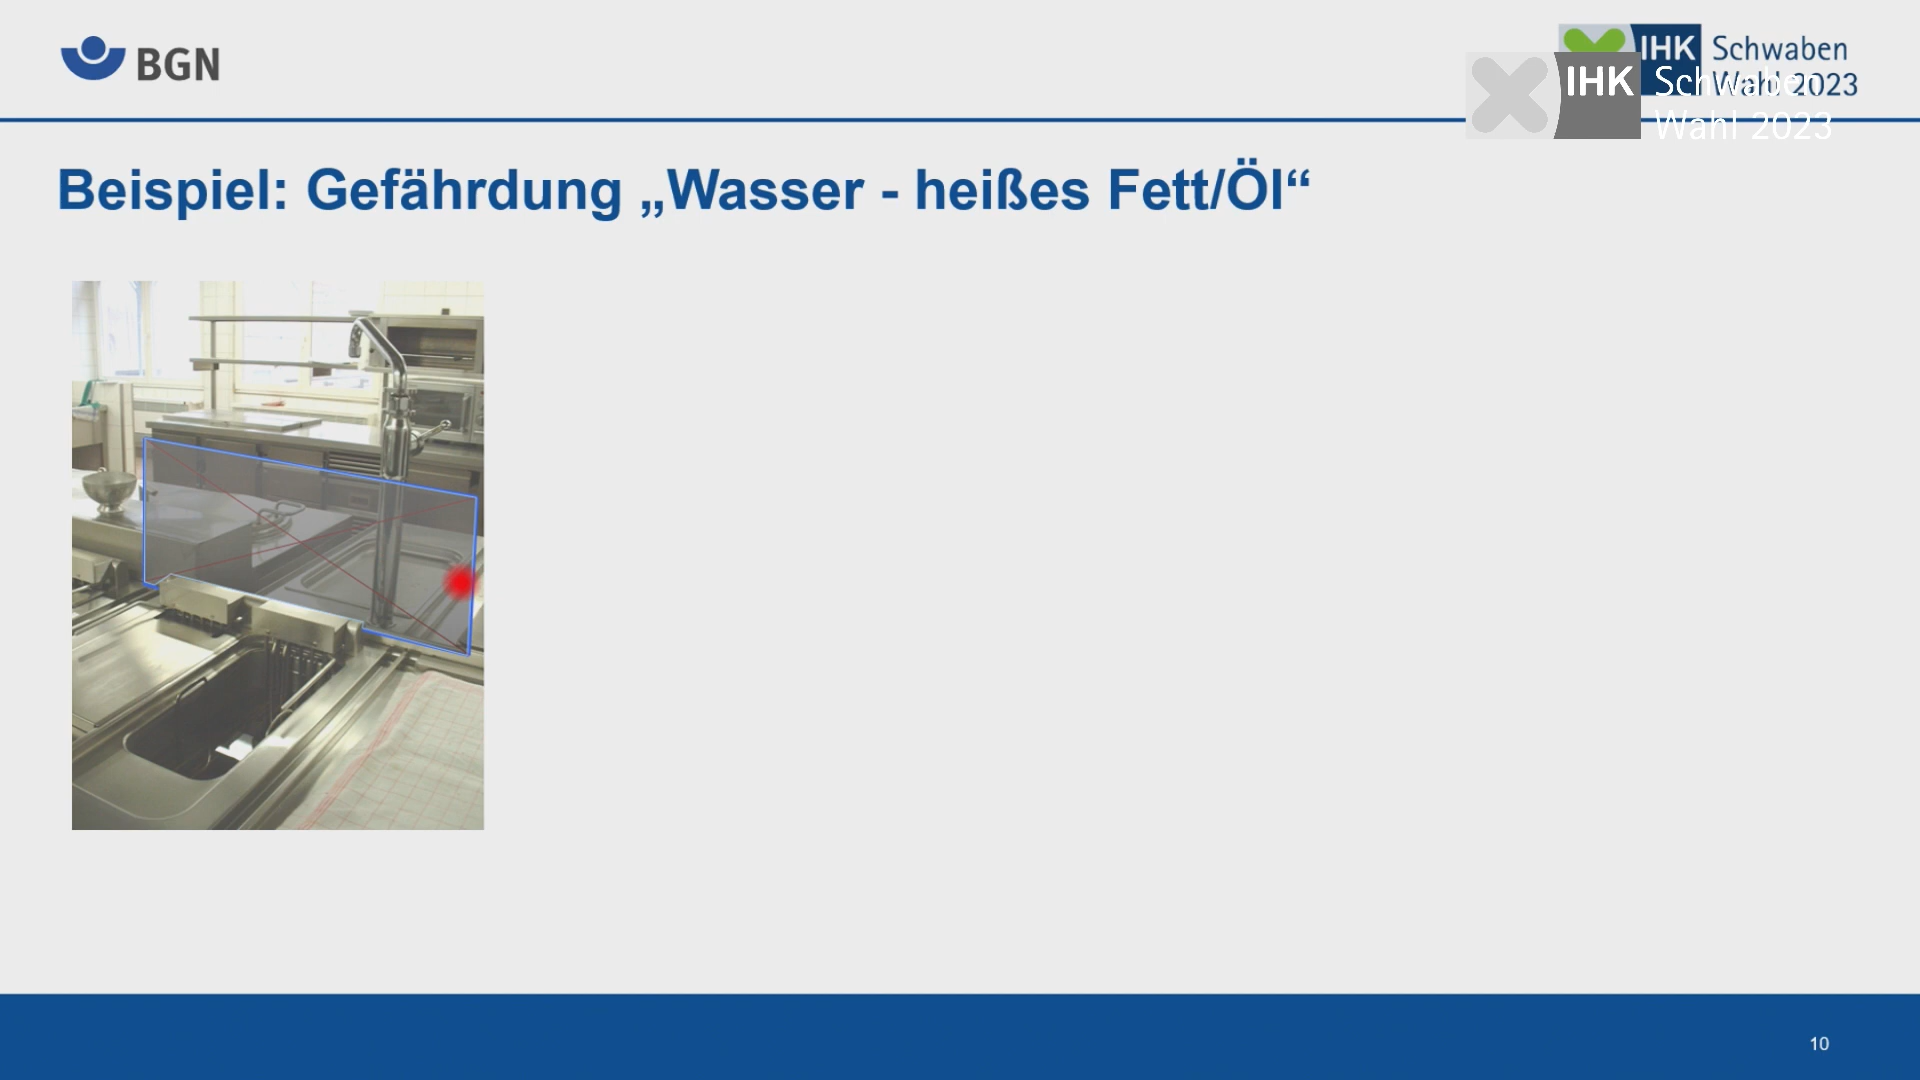 BGN
IHK Schwaben
Wahl 2023
IHK Schwaben
Wahl 2023
Beispiel: Gefährdung „Wasser - heißes Fett/Öl“
10